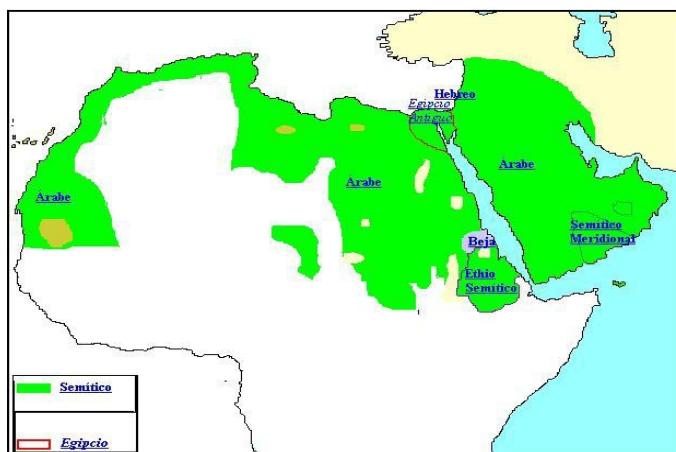 Hebreo
Egipcio
Antiguo
Arabe
Arabe
Arabe
Semítico
Meridional
Beja
Ethio
Semítico
Semítico
Egipcio